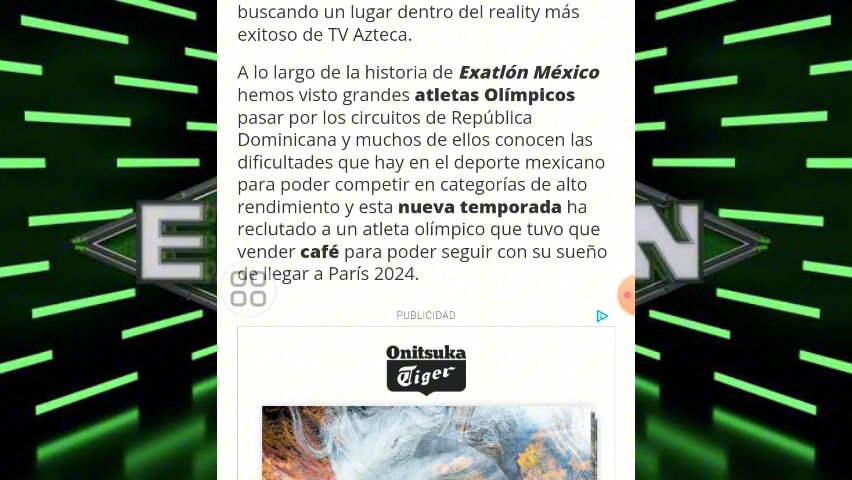 buscando un lugar dentro del reality más
exitoso de TV Azteca.
A lo largo de la historia de Exatlón México
hemos visto grandes atletas Olímpicos
pasar por los circuitos de República
Dominicana y muchos de ellos conocen las
dificultades que hay en el deporte mexicano
para poder competir en categorías de alto
rendimiento y esta nueva temporada ha
reclutado a un atleta olímpico que tuvo que
vender café para poder seguir con su sueño
de llegar a París 2024.
PUBLICIDAD
Onitsuka
Tiger
E
N